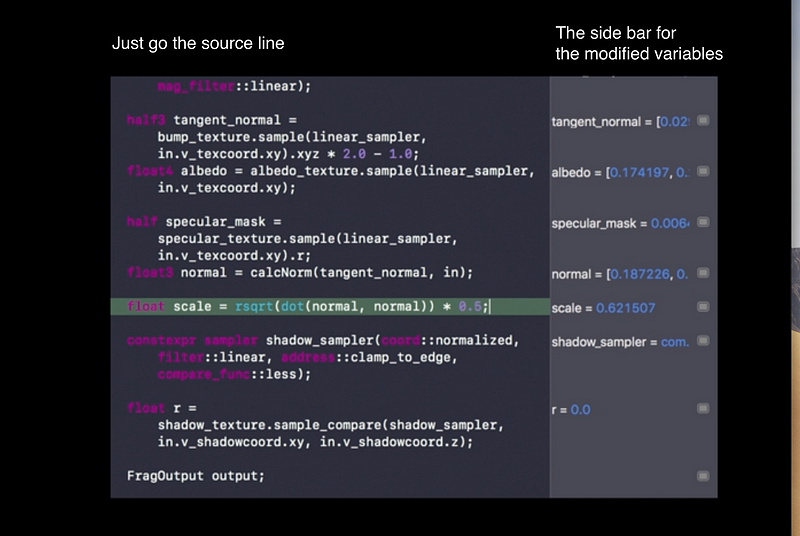 Just go the source line
The side bar for
the modified variables
mag_filter::linear);
half3 tangent_normal =
bump_texture.sample(linear_sampler,
in.v_texcoord.xy).xyz * 2.0 - 1.0;
float4 albedo = albedo_texture.sample(linear_sampler,
in.v_texcoord.xy);
half specular_mask =
specular_texture.sample(linear_sampler,
in.v_texcoord.xy).r;
float3 normal = calcNorm(tangent_normal, in);
float scale = rsqrt(dot(normal, normal)) * 0.5;
constexpr sampler shadow_sampler(coord::normalized,
filter::linear, address::clamp_to_edge,
compare_func::less);
float r =
shadow_texture.sample_compare(shadow_sampler,
in.v_shadowcoord.xy, in.v_shadowcoord.z);
FragOutput output;
tangent_normal = [0.02
albedo = [0.174197, 0.
specular_mask = 0.006
normal = [0.187226, 0.
scale = 0.621507
shadow_sampler = com.
r = 0.0